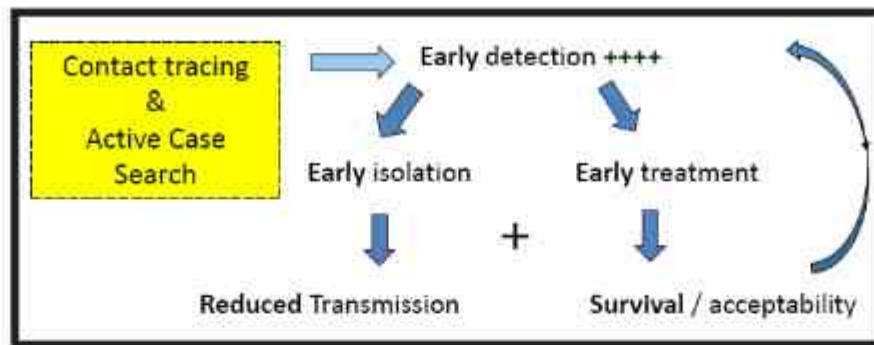 Contact tracing
&
Active Case
Search
Early detection ++++
Early isolation
Early treatment
+
Reduced Transmission
Survival / acceptability